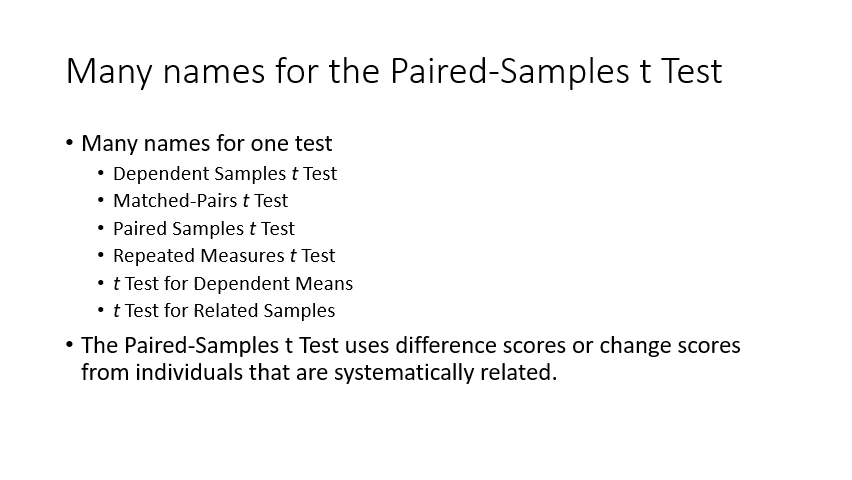 Many names for the Paired-Samples t Test
• Many names for one test
• Dependent Samples t Test
• Matched-Pairs t Test
• Paired Samples t Test
• Repeated Measures t Test
• t Test for Dependent Means
• t Test for Related Samples
• The Paired-Samples t Test uses difference scores or change scores
from individuals that are systematically related.